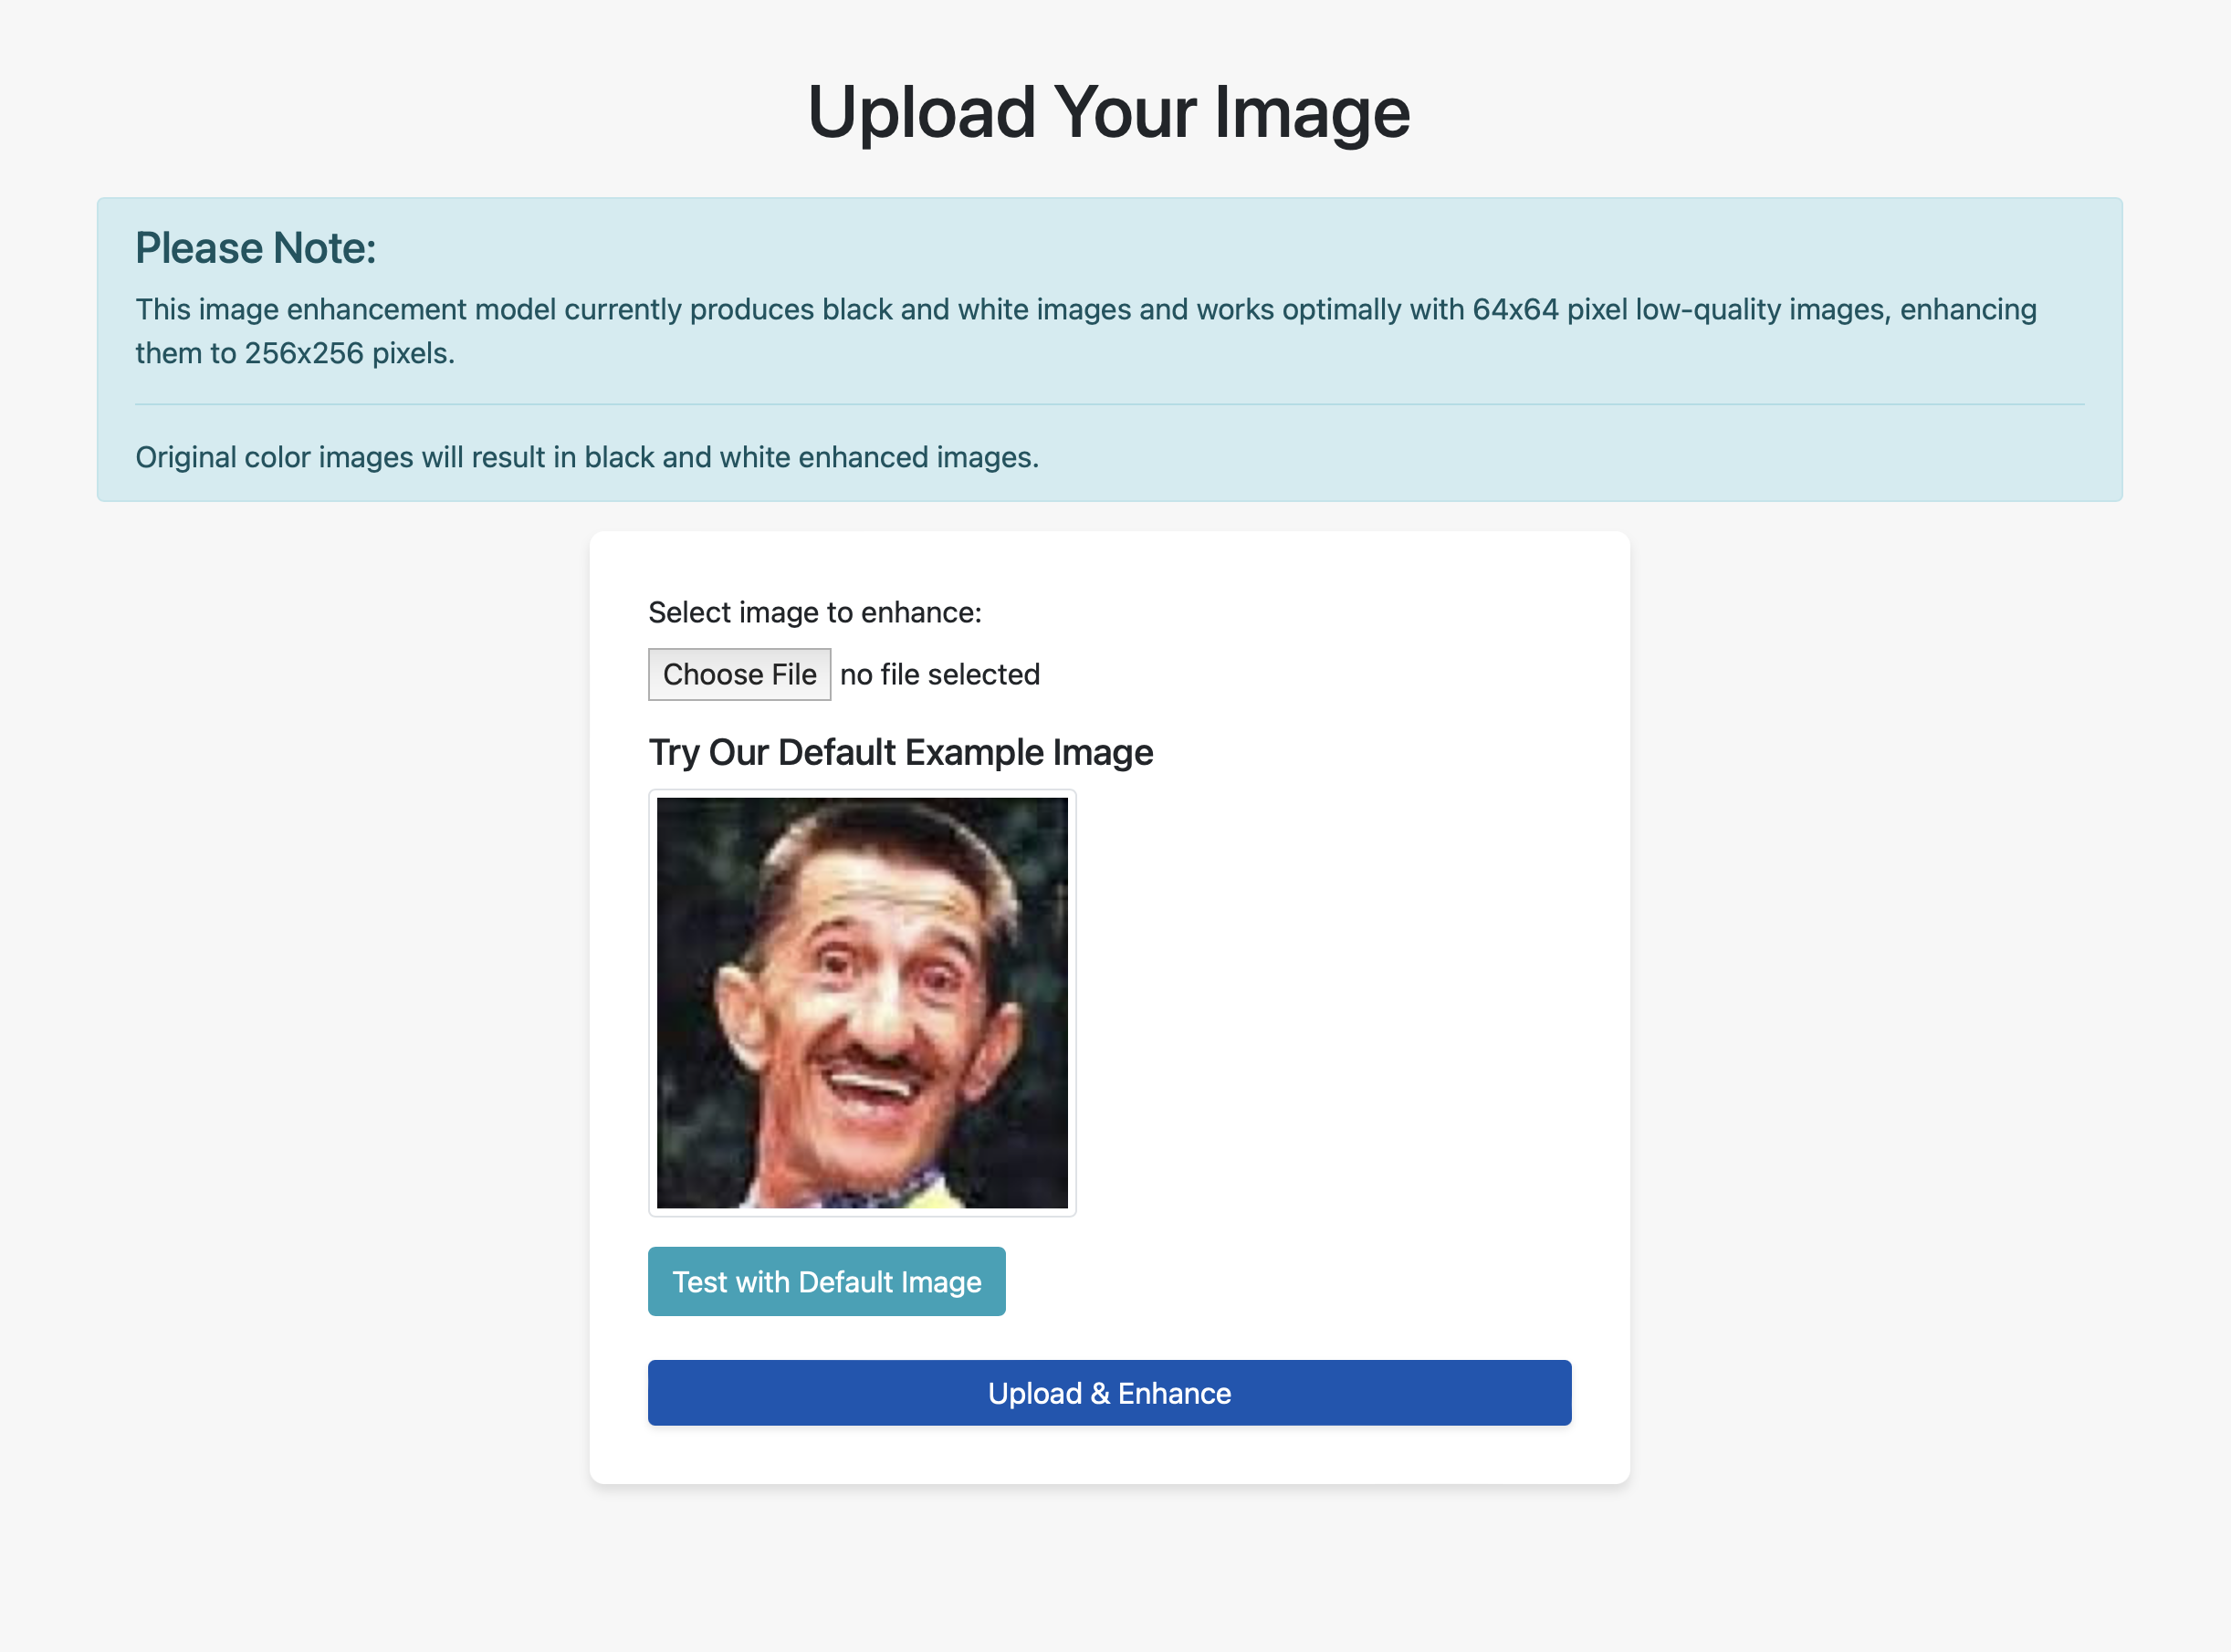 Upload Your Image
Please Note:
This image enhancement model currently produces black and white images and works optimally with 64x64 pixel low-quality images, enhancing
them to 256x256 pixels.
Original color images will result in black and white enhanced images.
Select image to enhance:
Choose File no file selected
Try Our Default Example Image
Test with Default Image
Upload & Enhance